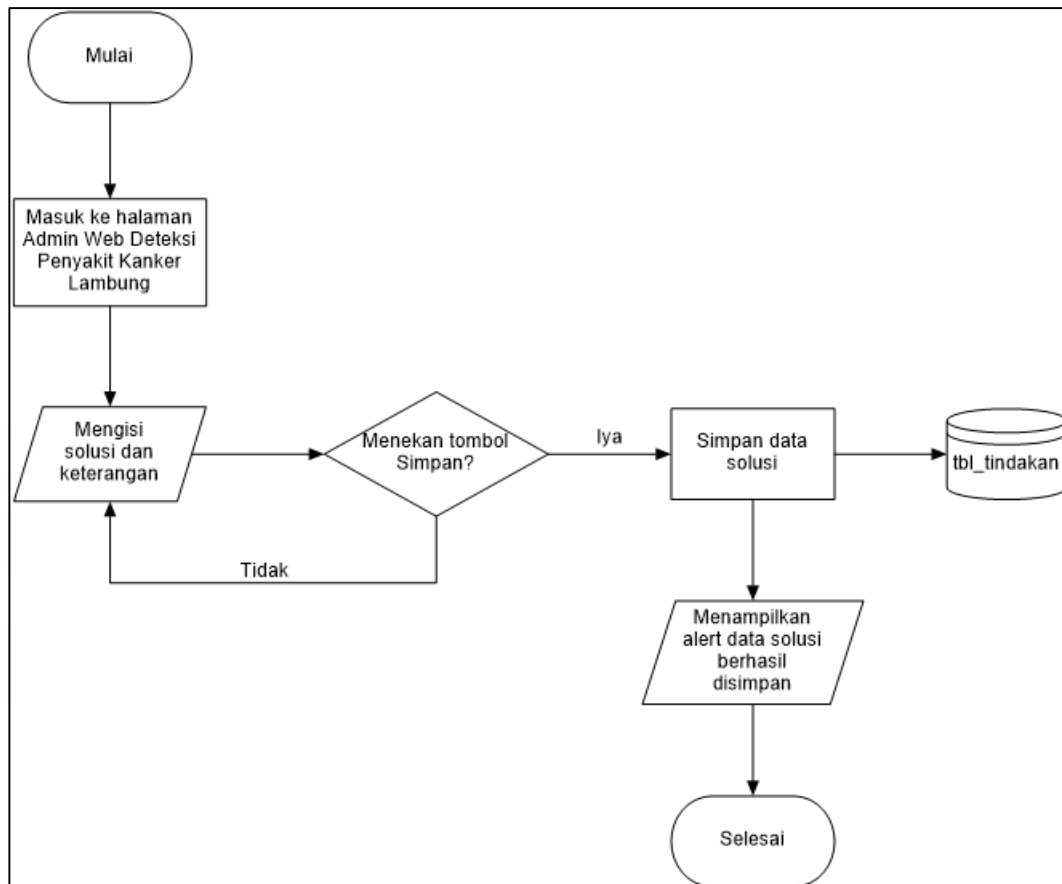 Mulai
Masuk ke halaman
Admin Web Deteksi
Penyakit Kanker
Lambung
Mengisi
solusi dan
keterangan
Menekan tombol
Simpan?
Iya
Simpan data
solusi
tbl_tindakan
Tidak
Menampilkan
alert data solusi
berhasil
disimpan
Selesai